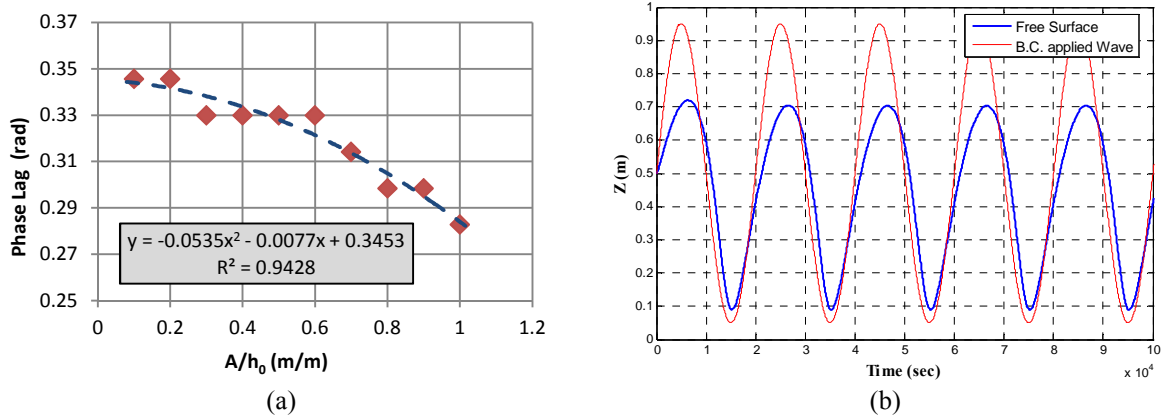 0.37
0.35
0.33
0.31
0.29
0.27
0.25
Phase Lag (rad)
y = -0.0535x² - 0.0077x + 0.3453
R² = 0.9428
0 0.2 0.4 0.6 0.8 1 1.2
A/h₀ (m/m)
(a)
1
0.9
0.8
0.7
0.6
0.5
0.4
0.3
0.2
0.1
0
Z (m)
Free Surface
B.C. applied Wave
0 1 2 3 4 5 6 7 8 9 10
Time (sec)
x 10⁴
(b)